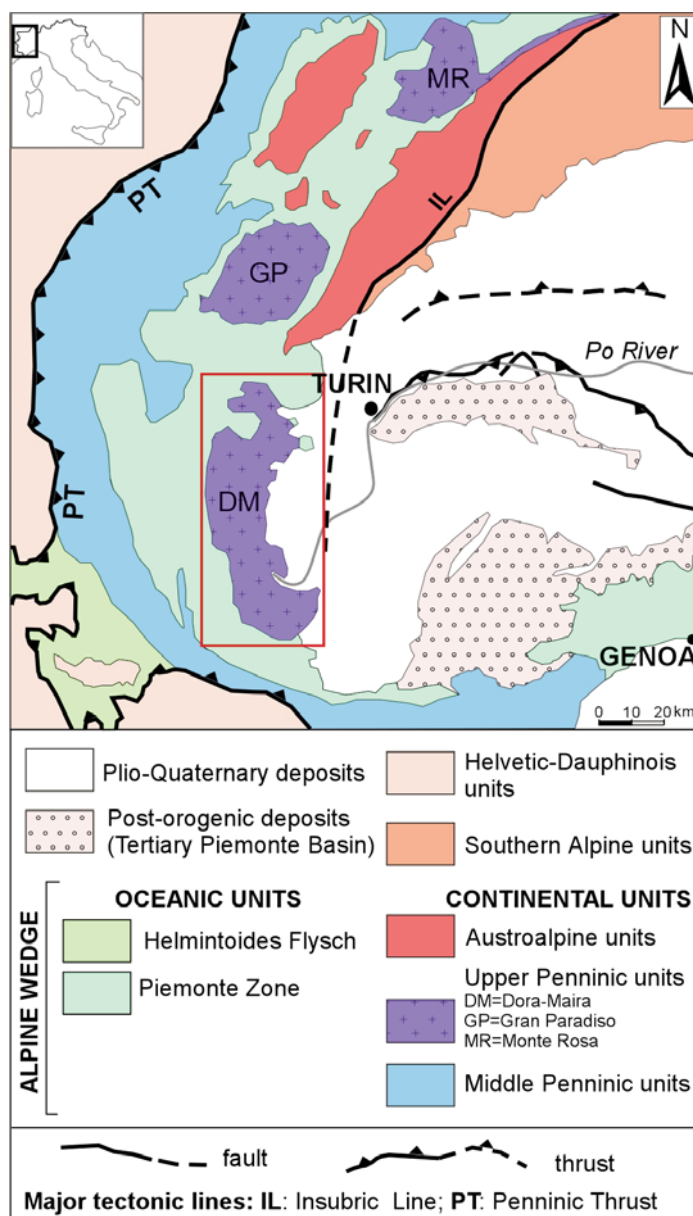 N
MR
PT
IL
GP
Po River
TURIN
DM
PT
GENOA
0 10 20 km
Plio-Quaternary deposits
Post-orogenic deposits
(Tertiary Piemonte Basin)
Helvetic-Dauphinois
units
Southern Alpine units
ALPINE WEDGE
OCEANIC UNITS
Helmintoides Flysch
Piemonte Zone
CONTINENTAL UNITS
Austroalpine units
Upper Penninic units
DM=Dora-Maira
GP=Gran Paradiso
MR=Monte Rosa
Middle Penninic units
fault
thrust
Major tectonic lines: IL: Insubric Line; PT: Penninic Thrust